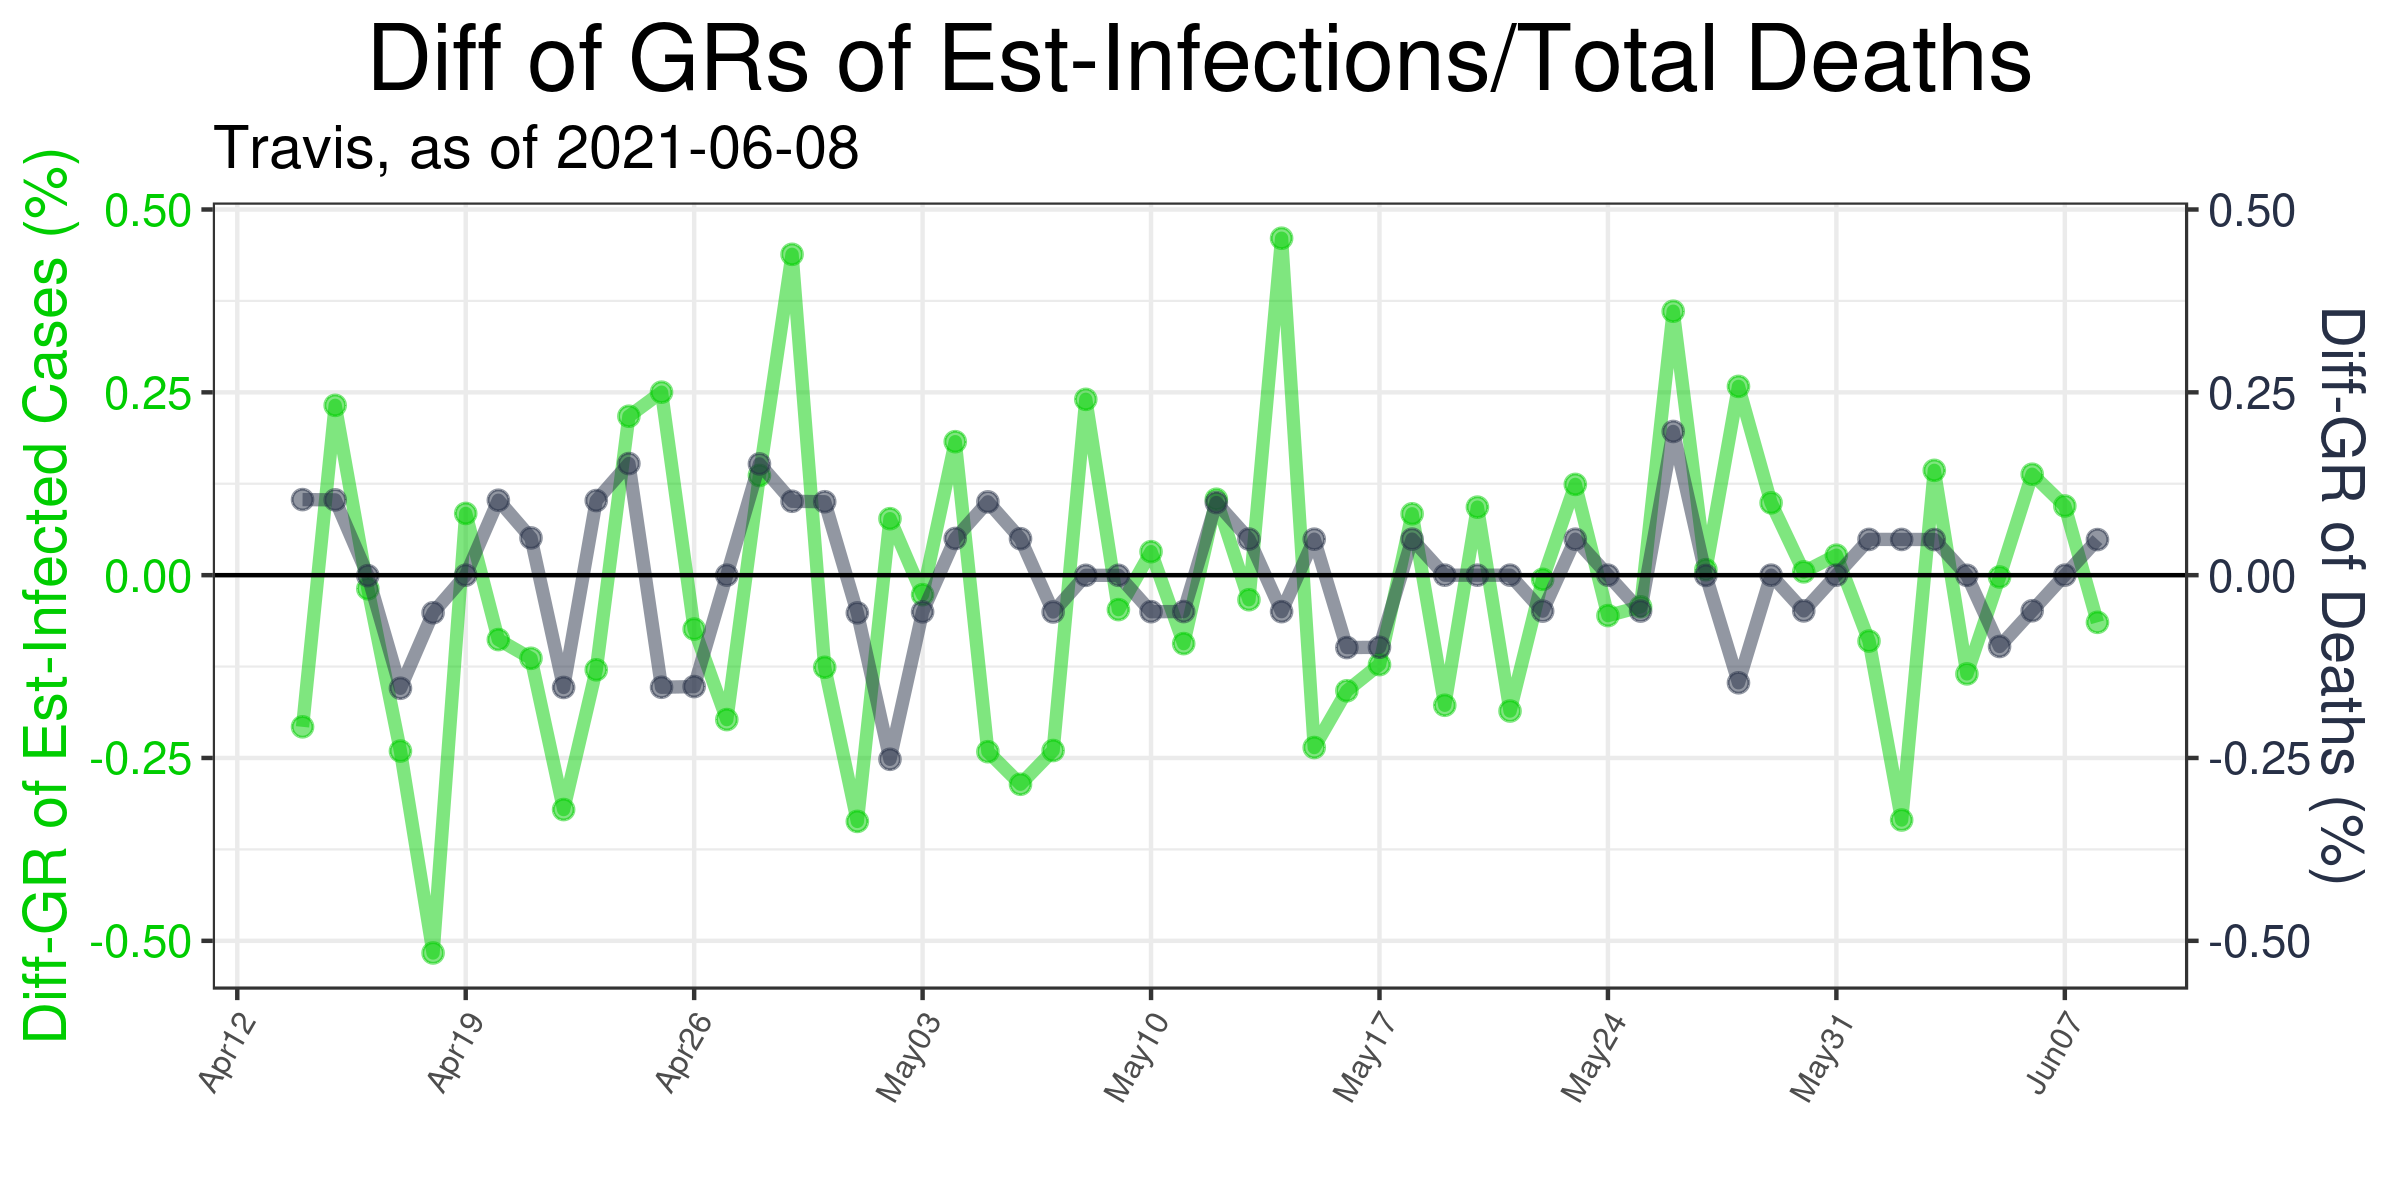 Diff of GRs of Est-Infections/Total Deaths
Travis, as of 2021-06-08
Diff-GR of Est-Infected Cases (%)
0.50
0.25
0.00
-0.25
-0.50
0.50
0.25
0.00
-0.25
-0.50
Diff-GR of Deaths (%)
Apr12
Apr19
Apr26
May03
May10
May17
May24
May31
Jun07